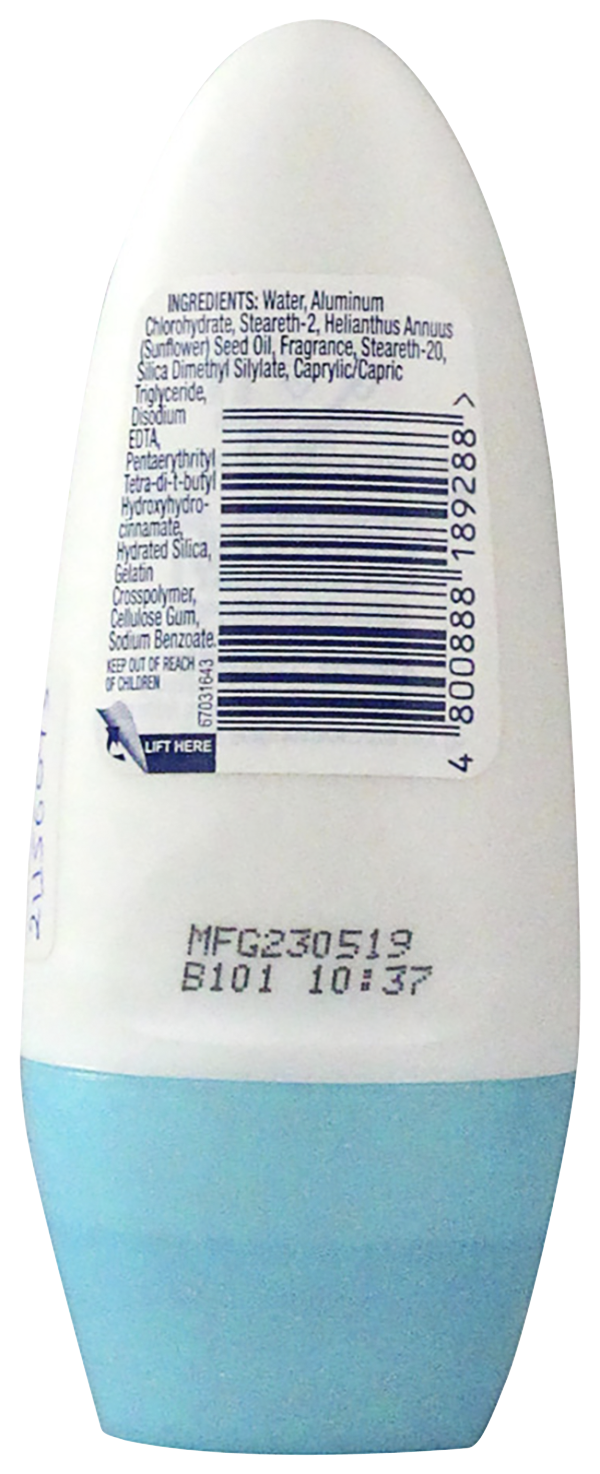 INGREDIENTS: Water, Aluminum
Chlorohydrate, Steareth-2, Helianthus Annuus
(Sunflower) Seed Oil, Fragrance, Steareth-20,
Silica Dimethyl Silylate, Caprylic/Capric
Triglyceride,
Disodium
EDTA,
Pentaerythrityl
Tetra-di-t-butyl
Hydroxyhydro-
cinnamate,
Hydrated Silica,
Gelatin
Crosspolymer,
Cellulose Gum,
Sodium Benzoate.
KEEP OUT OF REACH
OF CHILDREN
67031643
LIFT HERE
4 800888 189288 >
MFG230519
B101 10:37